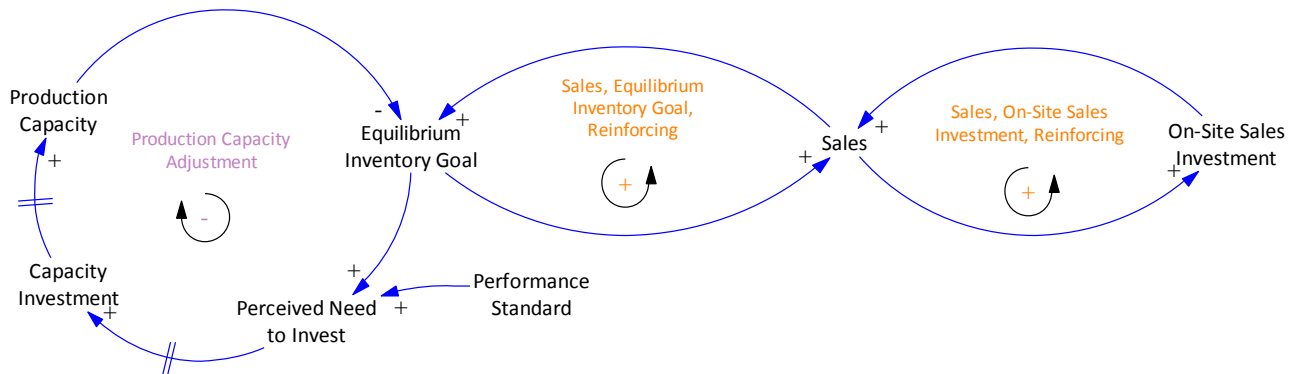 Production
Capacity
Production Capacity
Adjustment
-
Equilibrium
Inventory Goal
+
-
+
Sales, Equilibrium
Inventory Goal,
Reinforcing
+
Sales
+
+
Sales, On-Site Sales
Investment, Reinforcing
+
On-Site Sales
Investment
+
Capacity
Investment
+
Perceived Need
to Invest
+
+
Performance
Standard